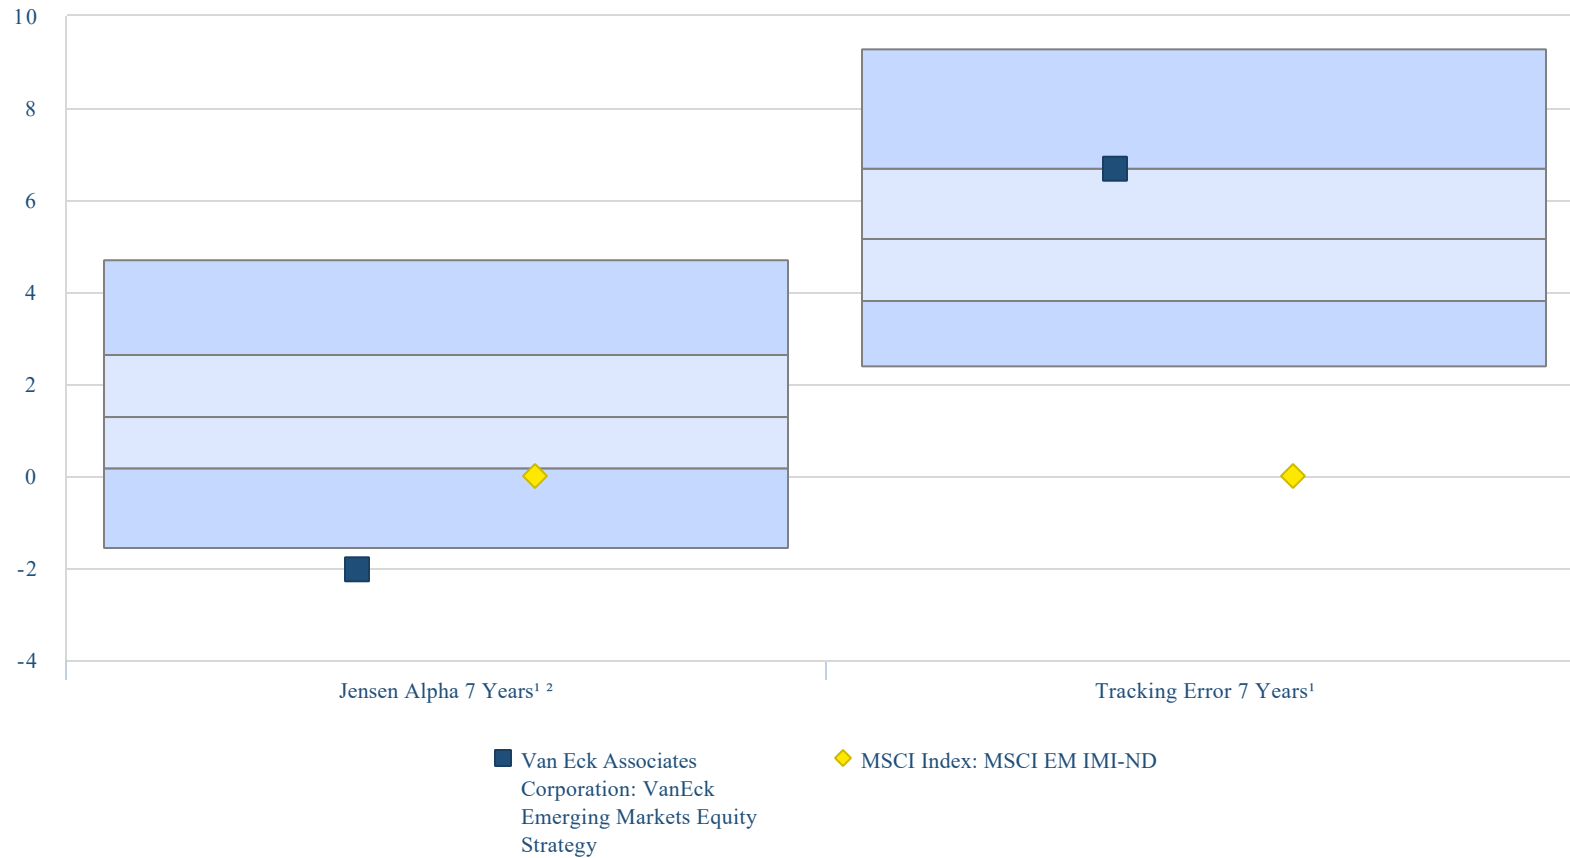 10
8
6
4
2
0
-2
-4
Jensen Alpha 7 Years¹ ²
Tracking Error 7 Years¹
Van Eck Associates
Corporation: VanEck
Emerging Markets Equity
Strategy
MSCI Index: MSCI EM IMI-ND